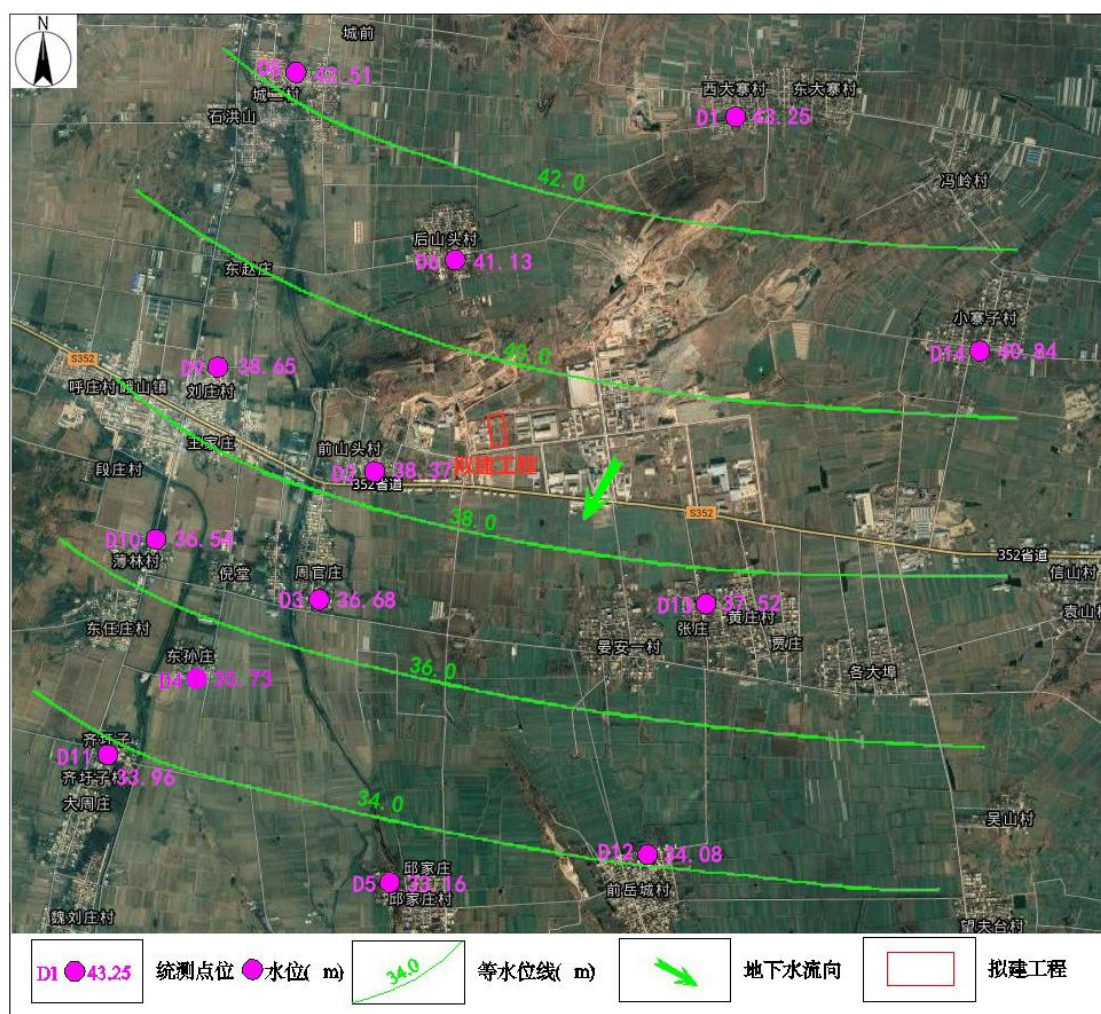 N
城前
D8 42.51
城二村
石洪山
西大寨村
东大寨村
D1 43.25
冯岭村
42.0
后山头村
D6 41.13
东赵庄
小寨子村
D14 40.84
40.0
S352
D9 38.65
呼庄村
刘庄村
王家庄
前山头村
拟建工程
D2 38.37
352省道
段庄村
S352
38.0
D10 36.54
薄林村
倪堂
周官庄
352省道
信山村
D3 36.68
D13 37.52
张庄
黄庄村
袁山村
东任庄村
晏安一村
贾庄
东孙庄
36.0
各大埠
D4 35.73
齐圩子
D11 33.96
大周庄
34.0
吴山村
D12 34.08
邱家庄
D5 33.16
前岳城村
邱家庄村
魏刘庄村
望夫台村
D1 43.25
统测点位
水位( m)
34.0
等水位线( m)
地下水流向
拟建工程